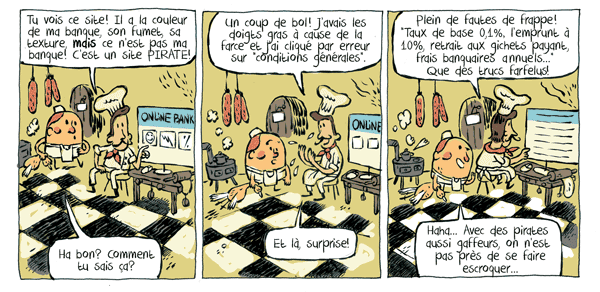 Tu vois ce site! Il a la couleur
de ma banque, son fumet, sa
texture, mais ce n'est pas ma
banque! C'est un site PIRATE!
ONLINE BANK
Ha bon? Comment
tu sais ça?
Un coup de bol! J'avais les
doigts gras à cause de la
farce et j'ai cliqué par erreur
sur "conditions générales".
ONLINE
Et là, surprise!
Plein de fautes de frappe!
"Taux de base 0,1%, l'emprunt à
10%, retrait aux gichets payant,
frais banquaires annuels..."
Que des trucs farfelus!
Haha... Avec des pirates
aussi gaffeurs, on n'est
pas près de se faire
escroquer...